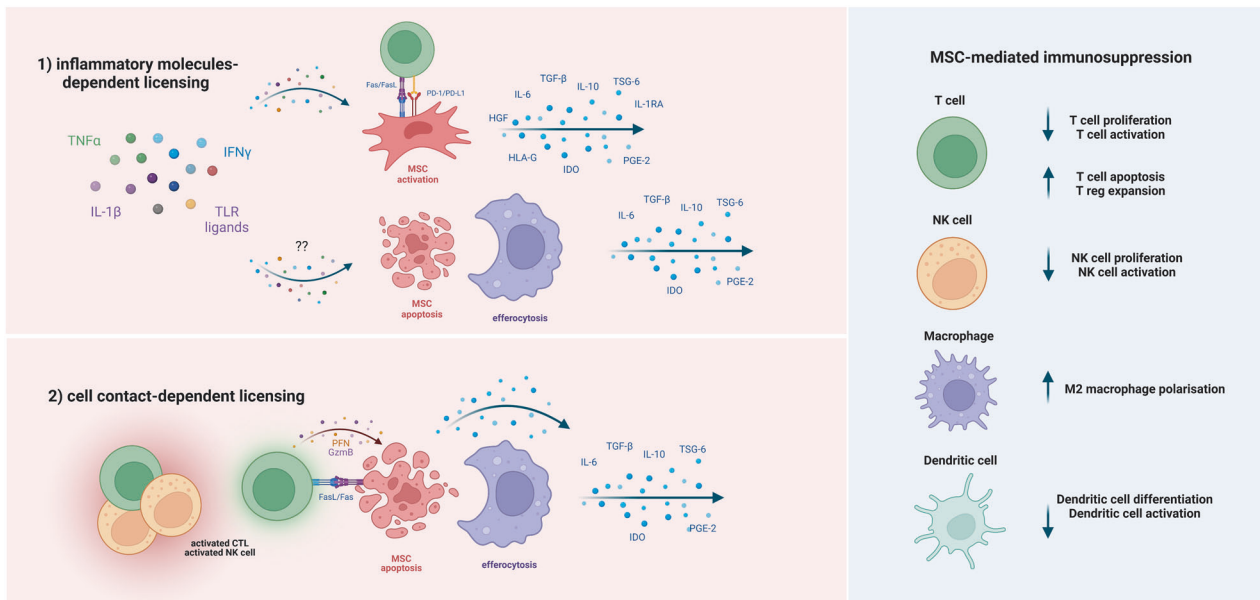 1) inflammatory molecules-
dependent licensing
TNFα
IFNγ
IL-1β
TLR
ligands
Fas/FasL
PD-1/PD-L1
MSC
activation
HGF
IL-6
TGF-β
IL-10
TSG-6
IL-1RA
HLA-G
IDO
PGE-2
??
MSC
apoptosis
efferocytosis
IL-6
TGF-β
IL-10
TSG-6
IDO
PGE-2
2) cell contact-dependent licensing
activated CTL
activated NK cell
PFN
GzmB
FasL/Fas
MSC
apoptosis
efferocytosis
IL-6
TGF-β
IL-10
TSG-6
IDO
PGE-2
MSC-mediated immunosuppression
T cell
T cell proliferation
T cell activation
T cell apoptosis
T reg expansion
NK cell
NK cell proliferation
NK cell activation
Macrophage
M2 macrophage polarisation
Dendritic cell
Dendritic cell differentiation
Dendritic cell activation